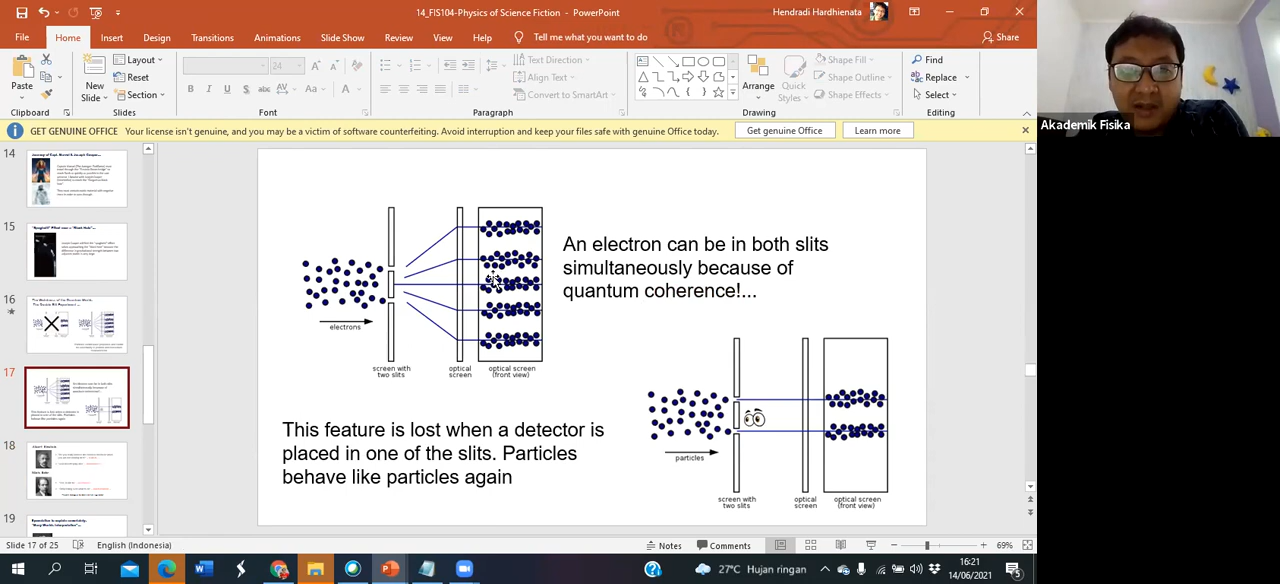 14_FIS104-Physics of Science Fiction - PowerPoint
Hendradi Hardhienata
File Home Insert Design Transitions Animations Slide Show Review View Help Tell me what you want to do
Share
Paste
New Slide
Layout
Reset
Section
24
B I U S abc AV Aa A
Text Direction
Align Text
Convert to SmartArt
Arrange
Quick Styles
Shape Fill
Shape Outline
Shape Effects
Find
Replace
Select
Clipboard
Slides
Font
Paragraph
Drawing
Editing
GET GENUINE OFFICE Your license isn't genuine, and you may be a victim of software counterfeiting. Avoid interruption and keep your files safe with genuine Office today.
Get genuine Office
Learn more
Akademik Fisika
14
15
16
17
18
19
electrons
screen with
two slits
optical
screen
optical screen
(front view)
An electron can be in both slits
simultaneously because of
quantum coherence!...
This feature is lost when a detector is
placed in one of the slits. Particles
behave like particles again
particles
screen with
two slits
optical
screen
optical screen
(front view)
Slide 17 of 25
English (Indonesia)
Notes
Comments
69%
27°C Hujan ringan
16:21
14/06/2021
5